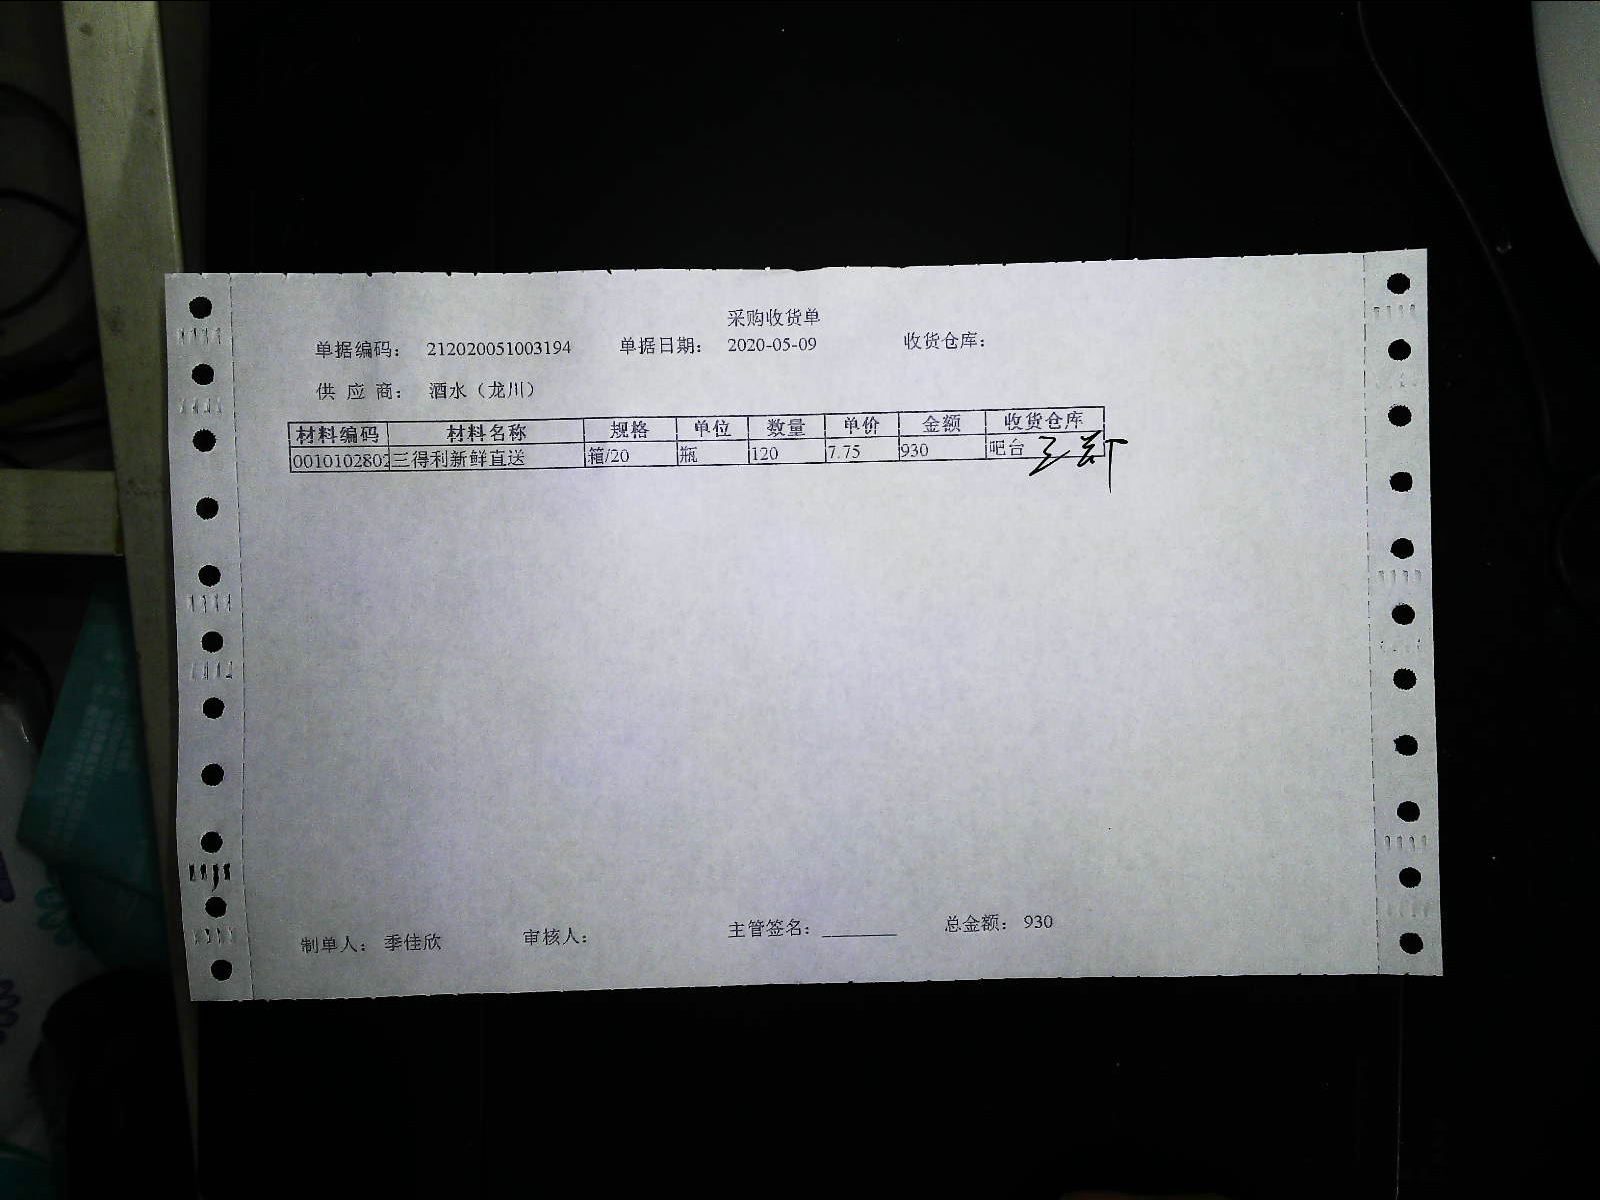 采购收货单
单据编码： 212020051003194 单据日期： 2020-05-09 收货仓库：
供 应 商： 酒水（龙川）
材料编码 材料名称 规格 单位 数量 单价 金额 收货仓库
0010102802 三得利新鲜直送 箱/20 瓶 120 7.75 930 吧台
制单人： 季佳欣 审核人： 主管签名：________ 总金额： 930